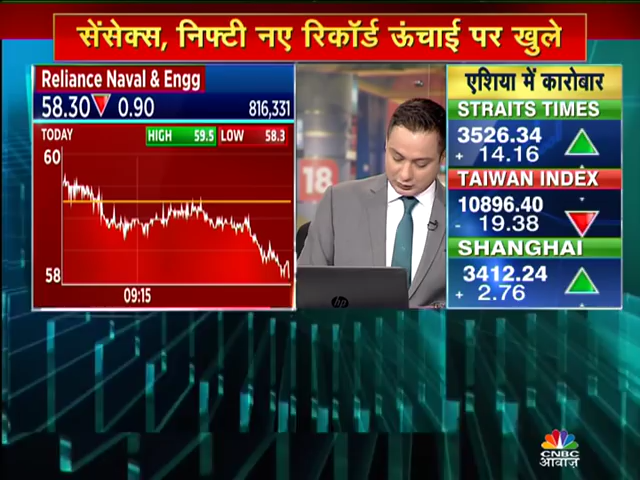 सेंसेक्स, निफ्टी नए रिकॉर्ड ऊंचाई पर खुले
Reliance Naval & Engg
58.30 0.90 816,331
TODAY HIGH 59.5 LOW 58.3
60
58
09:15
18
hp
एशिया में कारोबार
STRAITS TIMES
3526.34
+ 14.16
TAIWAN INDEX
10896.40
- 19.38
SHANGHAI
3412.24
+ 2.76
CNBC
आवाज़